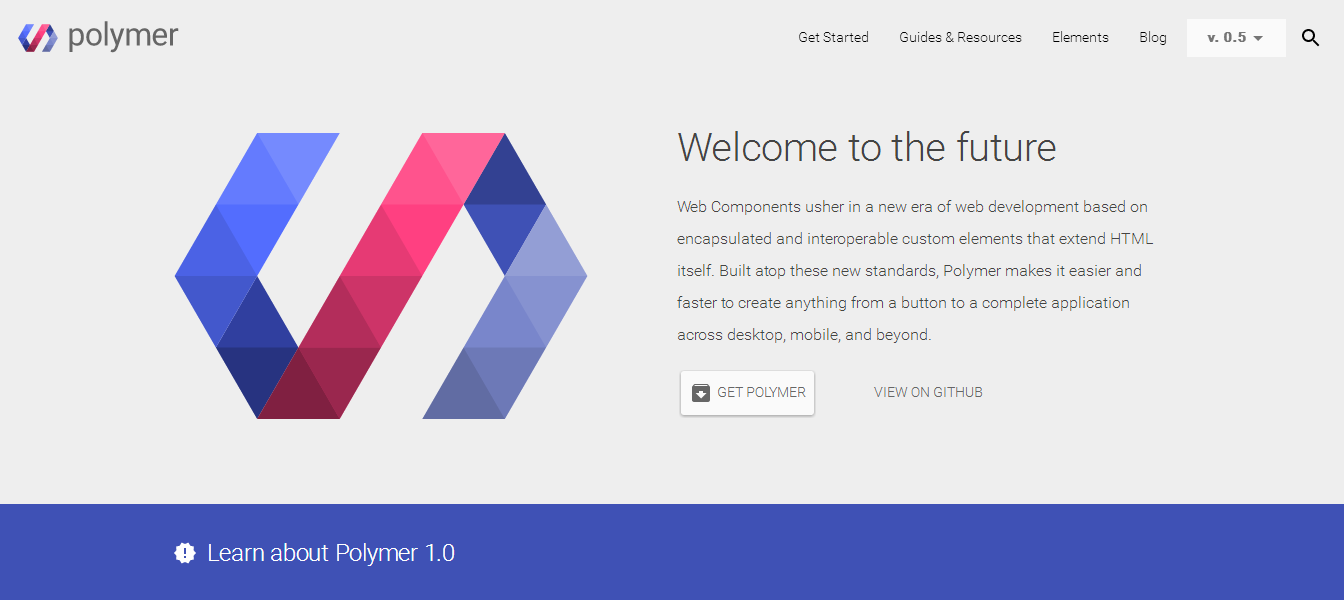 polymer
Get Started
Guides & Resources
Elements
Blog
v. 0.5
Welcome to the future
Web Components usher in a new era of web development based on
encapsulated and interoperable custom elements that extend HTML
itself. Built atop these new standards, Polymer makes it easier and
faster to create anything from a button to a complete application
across desktop, mobile, and beyond.
GET POLYMER
VIEW ON GITHUB
Learn about Polymer 1.0